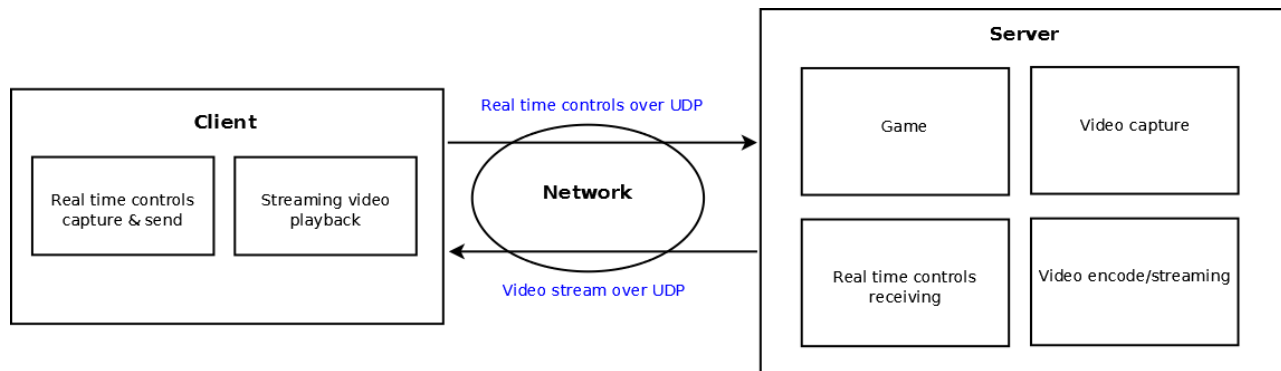 Server
Real time controls over UDP
Client
Game
Video capture
Network
Real time controls
capture & send
Streaming video
playback
Video stream over UDP
Real time controls
receiving
Video encode/streaming